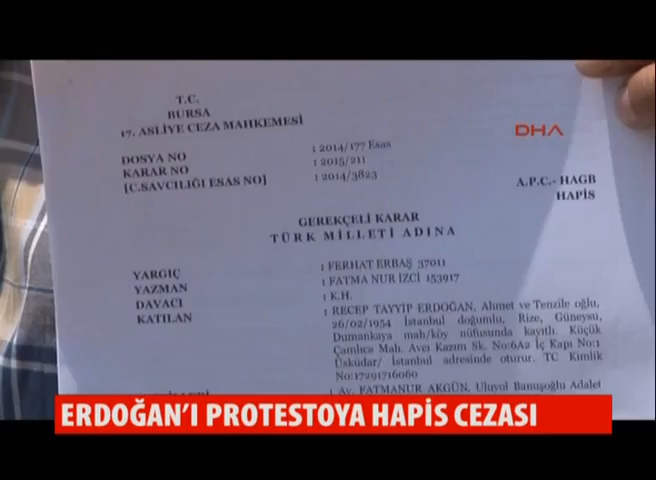 T.C.
BURSA
17. ASLİYE CEZA MAHKEMESİ
DHA
DOSYA NO : 2014/177 Esas
KARAR NO : 2015/211
[C.SAVCILIĞI ESAS NO] : 2014/3823
A.P.C.- HAGB
HAPİS
GEREKÇELİ KARAR
TÜRK MİLLETİ ADINA
YARGIÇ : FERHAT ERBAŞ 37011
YAZMAN : FATMA NUR İZCİ 153917
DAVACI : K.H.
KATILAN : RECEP TAYYİP ERDOĞAN, Ahmet ve Tenzile oğlu,
26/02/1954 İstanbul doğumlu, Rize, Güneysu,
Dumankaya mah/köy nüfusunda kayıtlı. Küçük
Çamlıca Mah. Avcı Kazım Sk. No:6A2 İç Kapı No:1
Üsküdar/ İstanbul adresinde oturur. TC Kimlik
No:17291716060
: Av. FATMANUR AKGÜN, Uluyol Banuşoğlu Adalet
ERDOĞAN'I PROTESTOYA HAPİS CEZASI